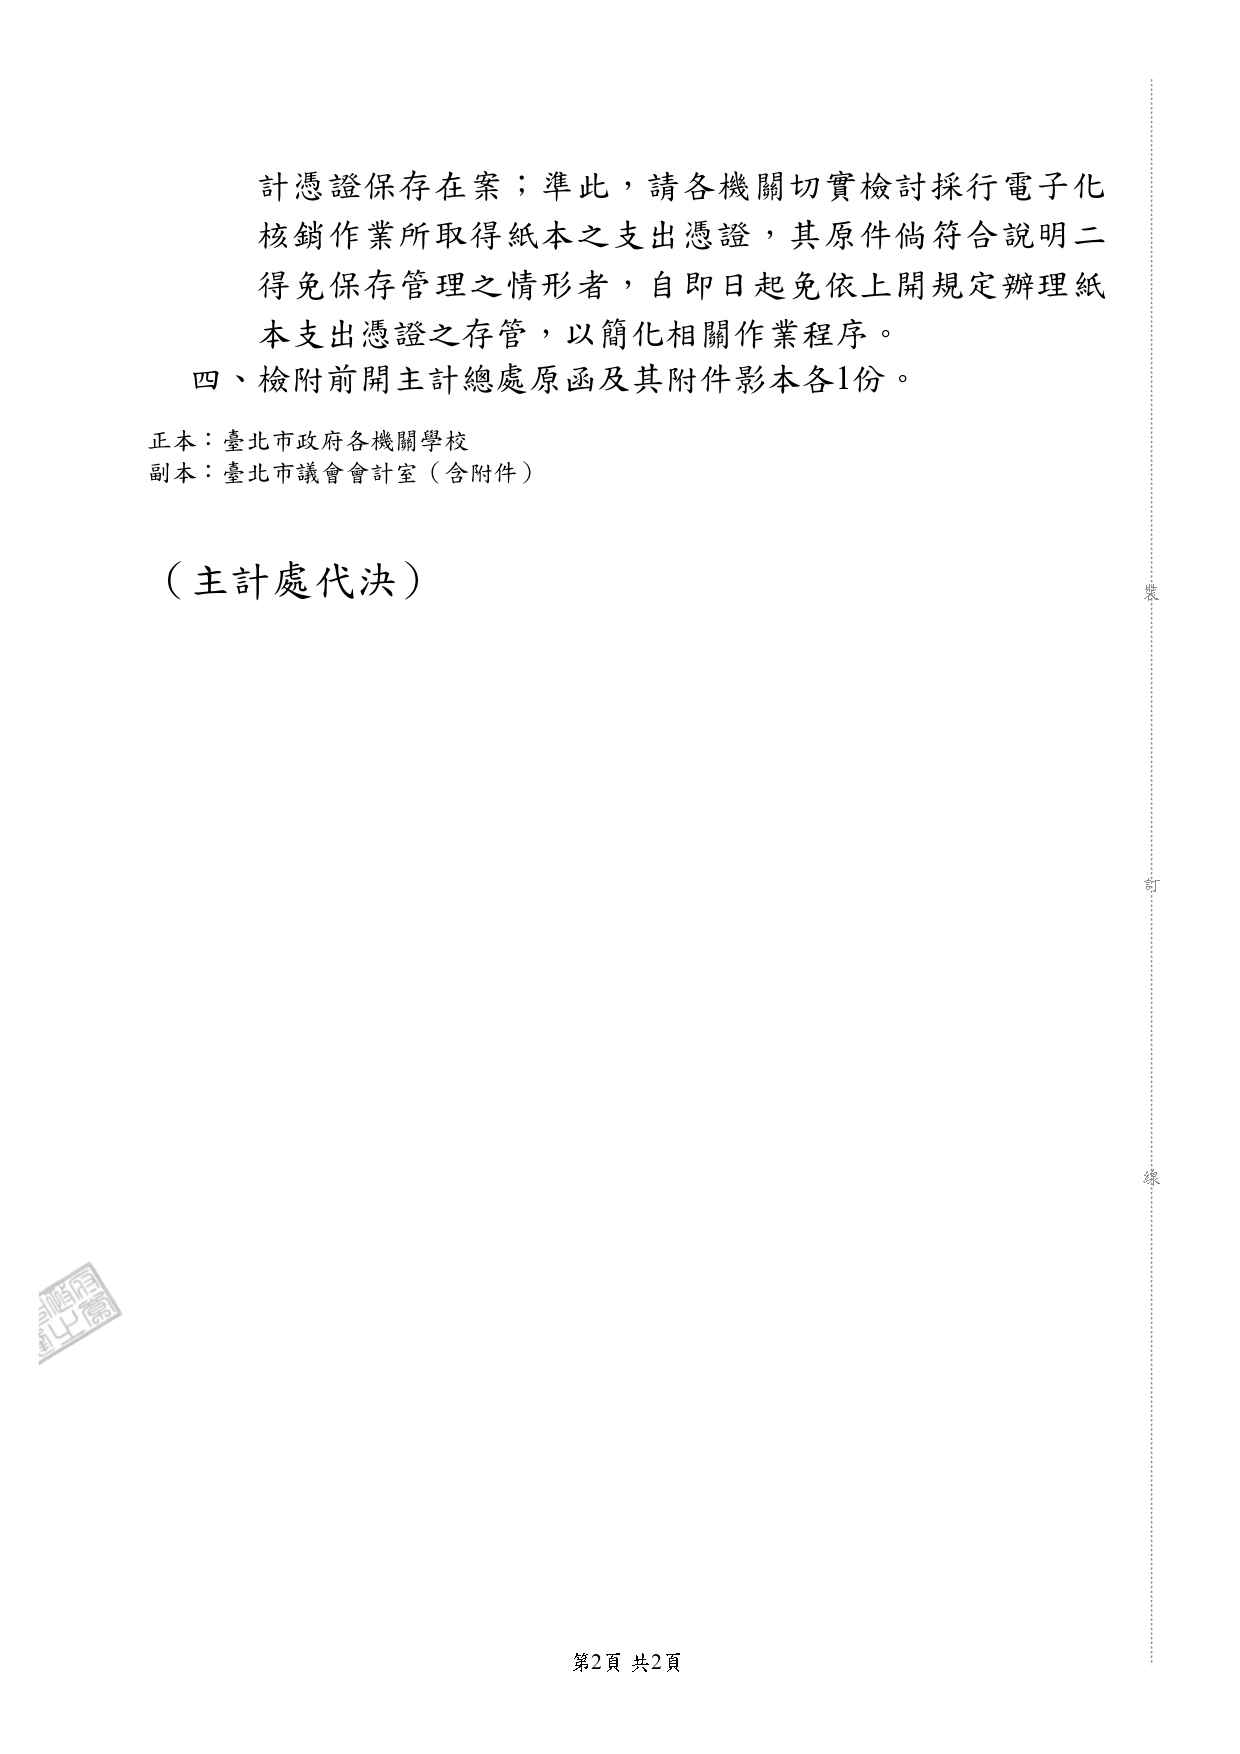 計憑證保存在案；準此，請各機關切實檢討採行電子化
核銷作業所取得紙本之支出憑證，其原件倘符合說明二
得免保存管理之情形者，自即日起免依上開規定辦理紙
本支出憑證之存管，以簡化相關作業程序。
四、檢附前開主計總處原函及其附件影本各1份。
正本：臺北市政府各機關學校
副本：臺北市議會會計室（含附件）
（主計處代決）
裝
訂
線
第2頁 共2頁